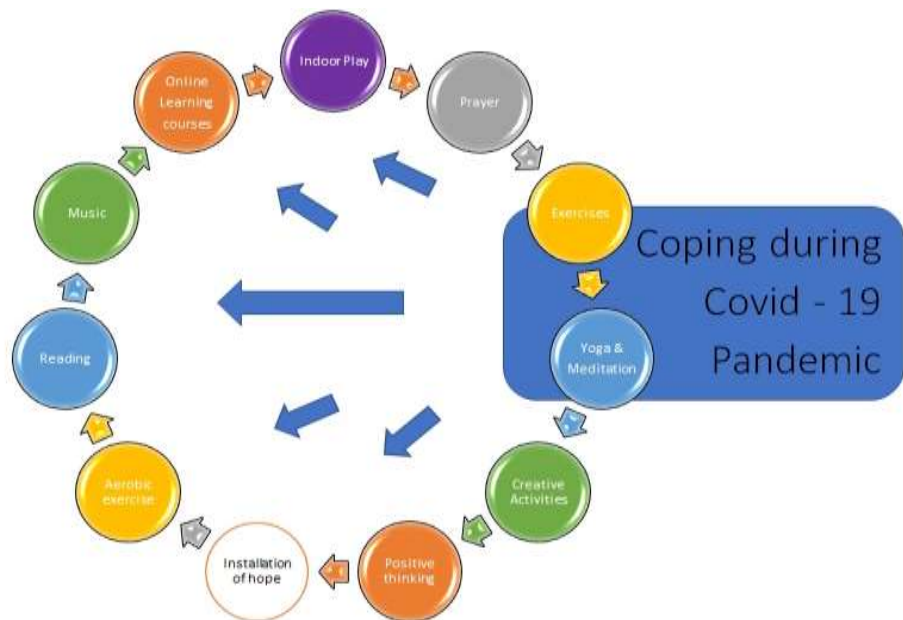 Indoor Play
Prayer
Exercises
Yoga &
Meditation
Creative
Activities
Positive
thinking
Installation
of hope
Aerobic
exercise
Reading
Music
Online
Learning
courses
Coping during
Covid - 19
Pandemic